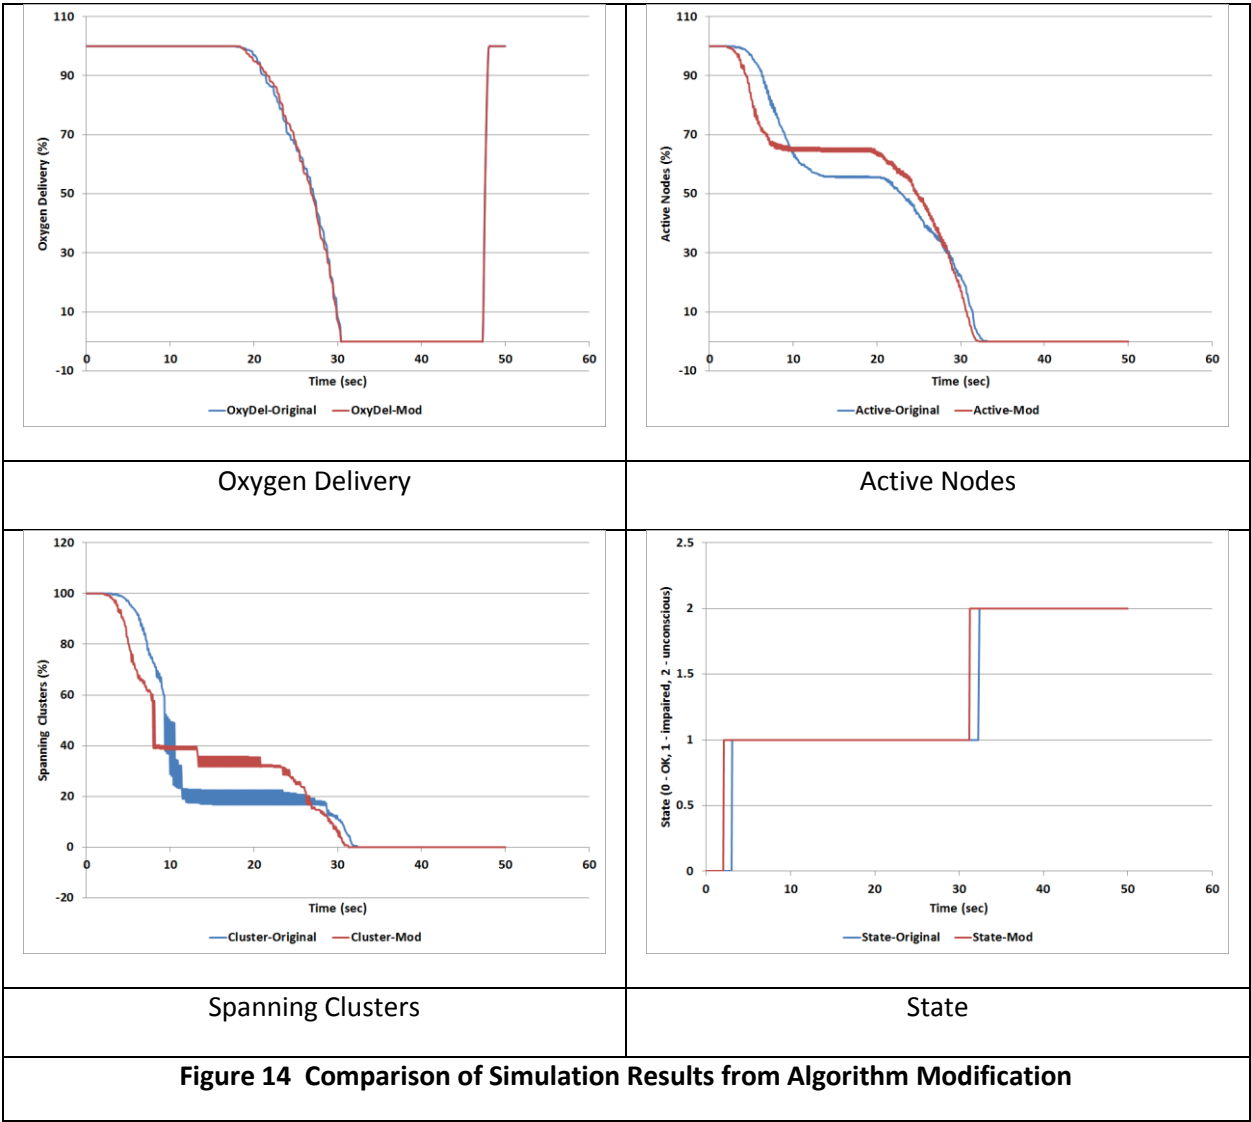 110
90
70
50
30
10
-10
Oxygen Delivery (%)
0 10 20 30 40 50 60
Time (sec)
OxyDel-Original OxyDel-Mod
Oxygen Delivery
110
90
70
50
30
10
-10
Active Nodes (%)
0 10 20 30 40 50 60
Time (sec)
Active-Original Active-Mod
Active Nodes
120
100
80
60
40
20
0
-20
Spanning Clusters (%)
0 10 20 30 40 50 60
Time (sec)
Cluster-Original Cluster-Mod
Spanning Clusters
2.5
2
1.5
1
0.5
0
State (0 - OK, 1 - impaired, 2 - unconscious)
0 10 20 30 40 50 60
Time (sec)
State-Original State-Mod
State
Figure 14 Comparison of Simulation Results from Algorithm Modification